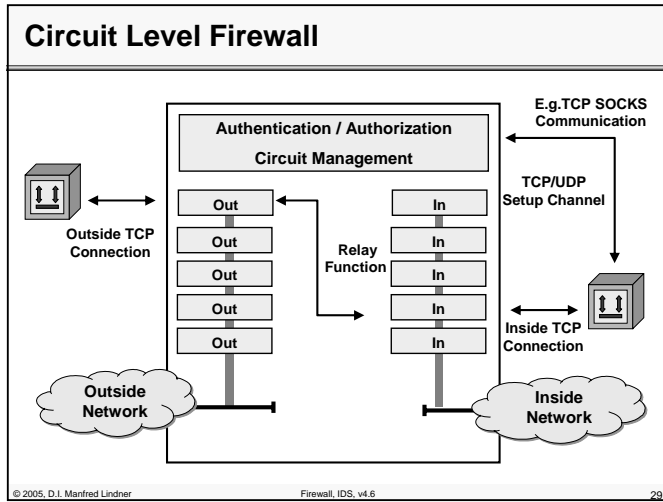 Circuit Level Firewall
E.g.TCP SOCKS
Communication
Authentication / Authorization
Circuit Management
TCP/UDP
Setup Channel
Outside TCP
Connection
Out
Out
Out
Out
Out
Relay
Function
In
In
In
In
In
Inside TCP
Connection
Outside
Network
Inside
Network
© 2005, D.I. Manfred Lindner
Firewall, IDS, v4.6
29